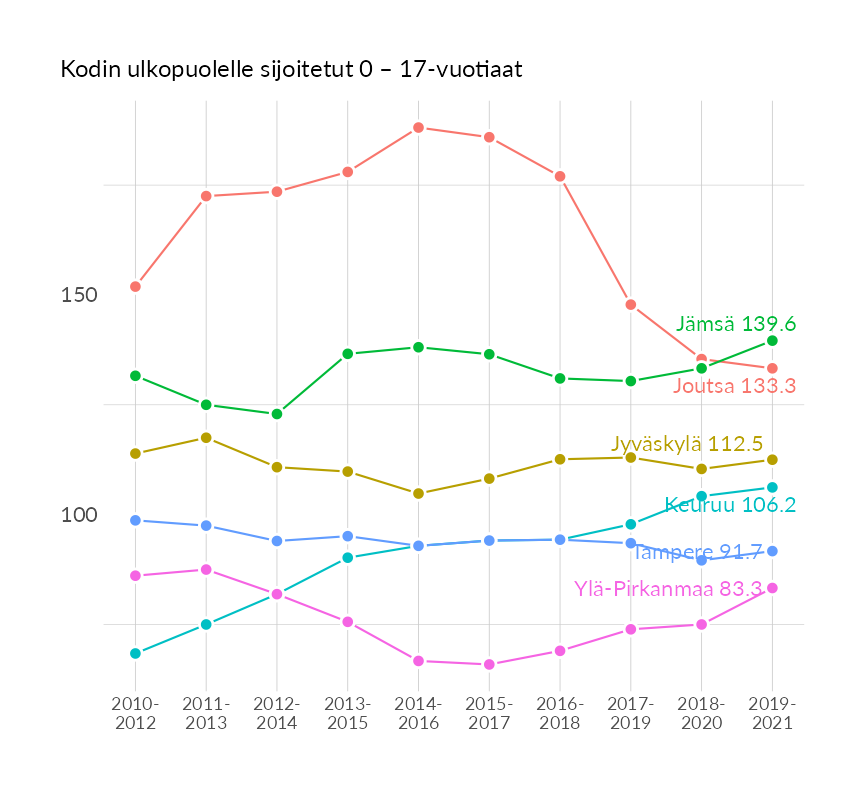 Kodin ulkopuolelle sijoitetut 0 – 17-vuotiaat
150
Jämsä 139.6
Joutsa 133.3
Jyväskylä 112.5
Keuruu 106.2
100
Tampere 91.7
Ylä-Pirkanmaa 83.3
2010- 2011- 2012- 2013- 2014- 2015- 2016- 2017- 2018- 2019-
2012 2013 2014 2015 2016 2017 2018 2019 2020 2021